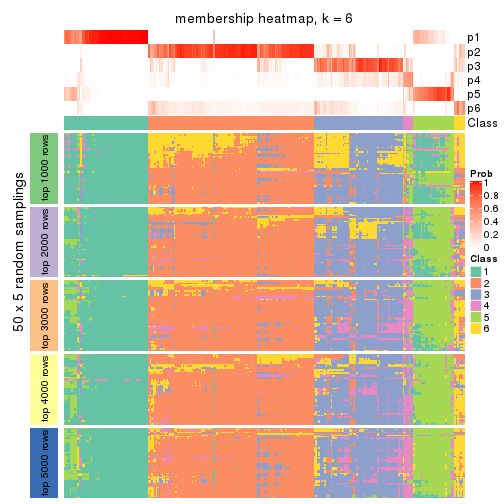 membership heatmap, k = 6
p1
p2
p3
p4
p5
p6
Class
50 x 5 random samplings
top 1000 rows
top 2000 rows
top 3000 rows
top 4000 rows
top 5000 rows
Prob
1
0.8
0.6
0.4
0.2
0
Class
1
2
3
4
5
6